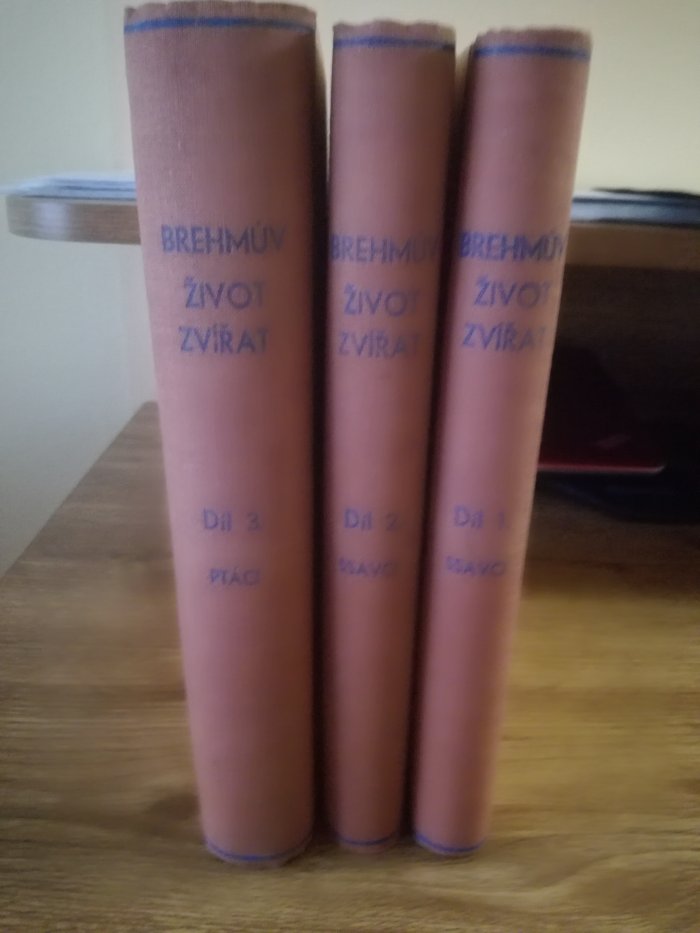 BREHMŮV
ŽIVOT
ZVÍŘAT
Díl 3.
PTÁCI
BREHMŮV
ŽIVOT
ZVÍŘAT
Díl 2.
SSAVCI
BREHMŮV
ŽIVOT
ZVÍŘAT
Díl 1.
SSAVCI